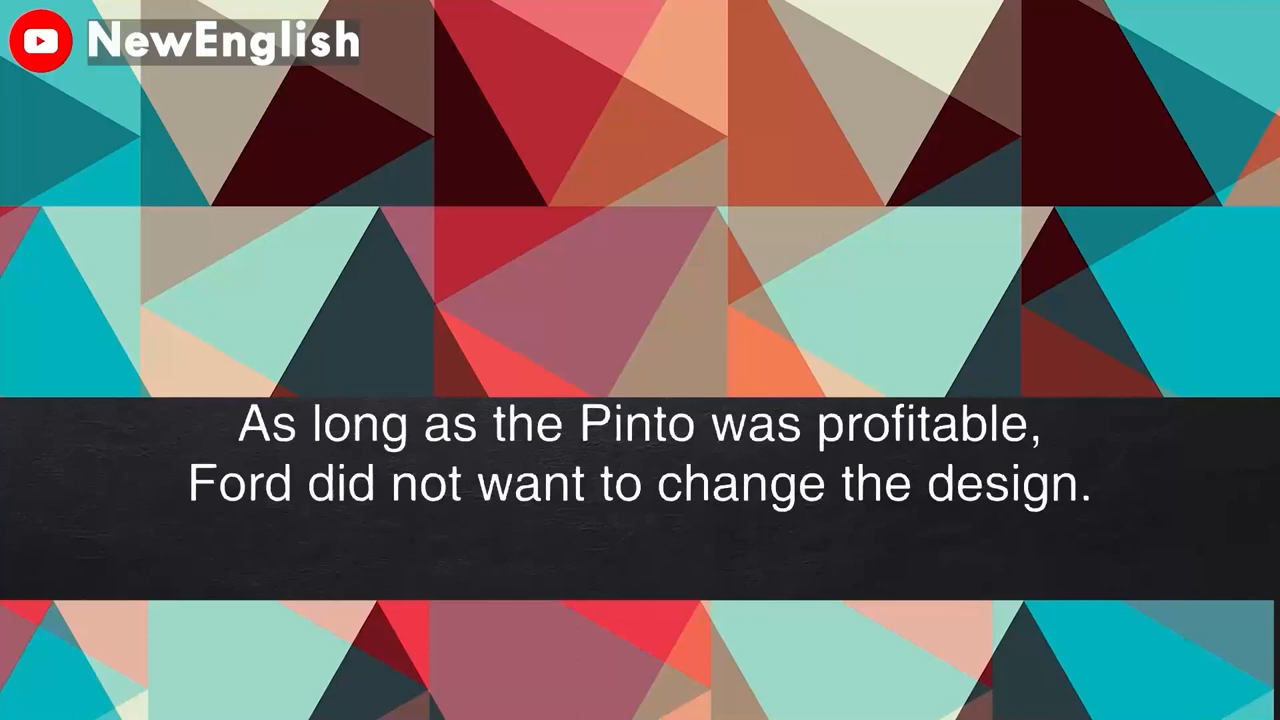 NewEnglish
As long as the Pinto was profitable,
Ford did not want to change the design.